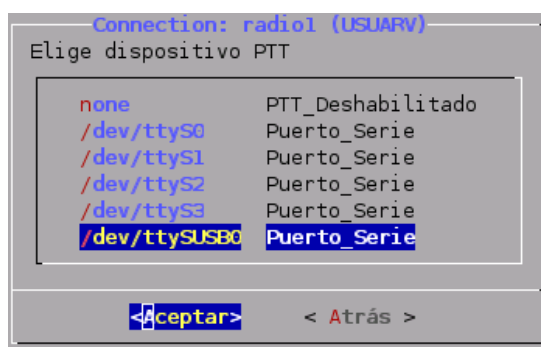 Connection: radio1 (USUARV)
Elige dispositivo PTT
none PTT_Deshabilitado
/dev/ttyS0 Puerto_Serie
/dev/ttyS1 Puerto_Serie
/dev/ttyS2 Puerto_Serie
/dev/ttyS3 Puerto_Serie
/dev/ttySUSB0 Puerto_Serie
<Aceptar> < Atrás >